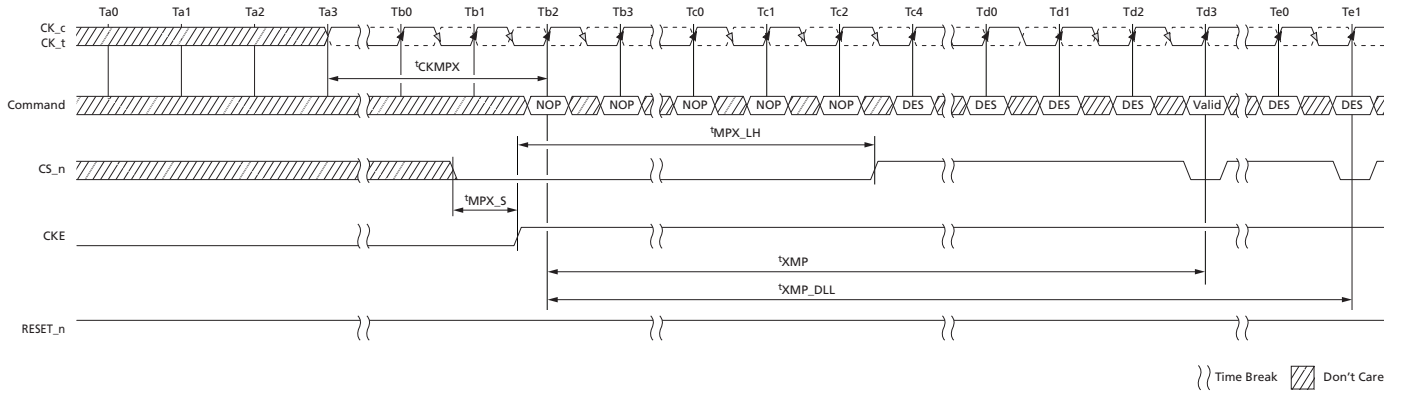 Ta0 Ta1 Ta2 Ta3 Tb0 Tb1 Tb2 Tb3 Tc0 Tc1 Tc2 Tc4 Td0 Td1 Td2 Td3 Te0 Te1
CK_c
CK_t
tCKMPX
Command NOP NOP NOP NOP NOP DES DES DES DES Valid DES DES
tMPX_LH
CS_n
tMPX_S
CKE
tXMP
tXMP_DLL
RESET_n
Time Break Don’t Care